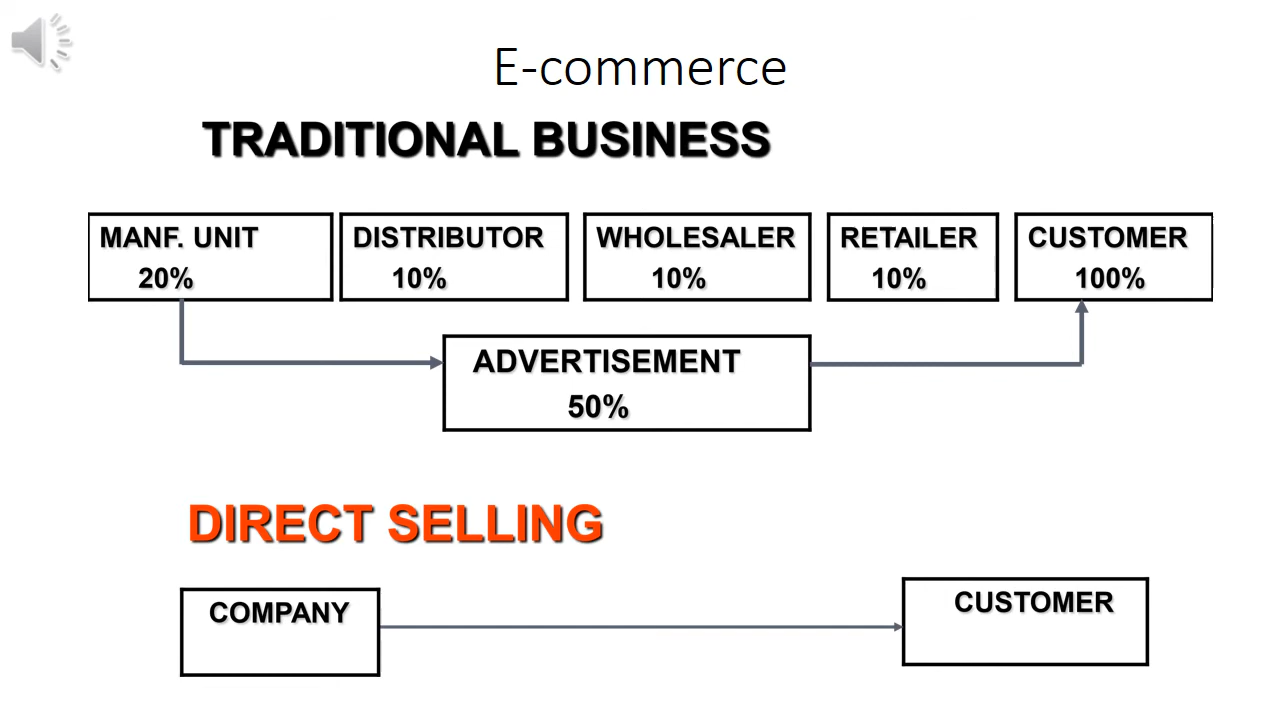 E-commerce
TRADITIONAL BUSINESS
MANF. UNIT
20%
DISTRIBUTOR
10%
WHOLESALER
10%
RETAILER
10%
CUSTOMER
100%
ADVERTISEMENT
50%
DIRECT SELLING
COMPANY
CUSTOMER